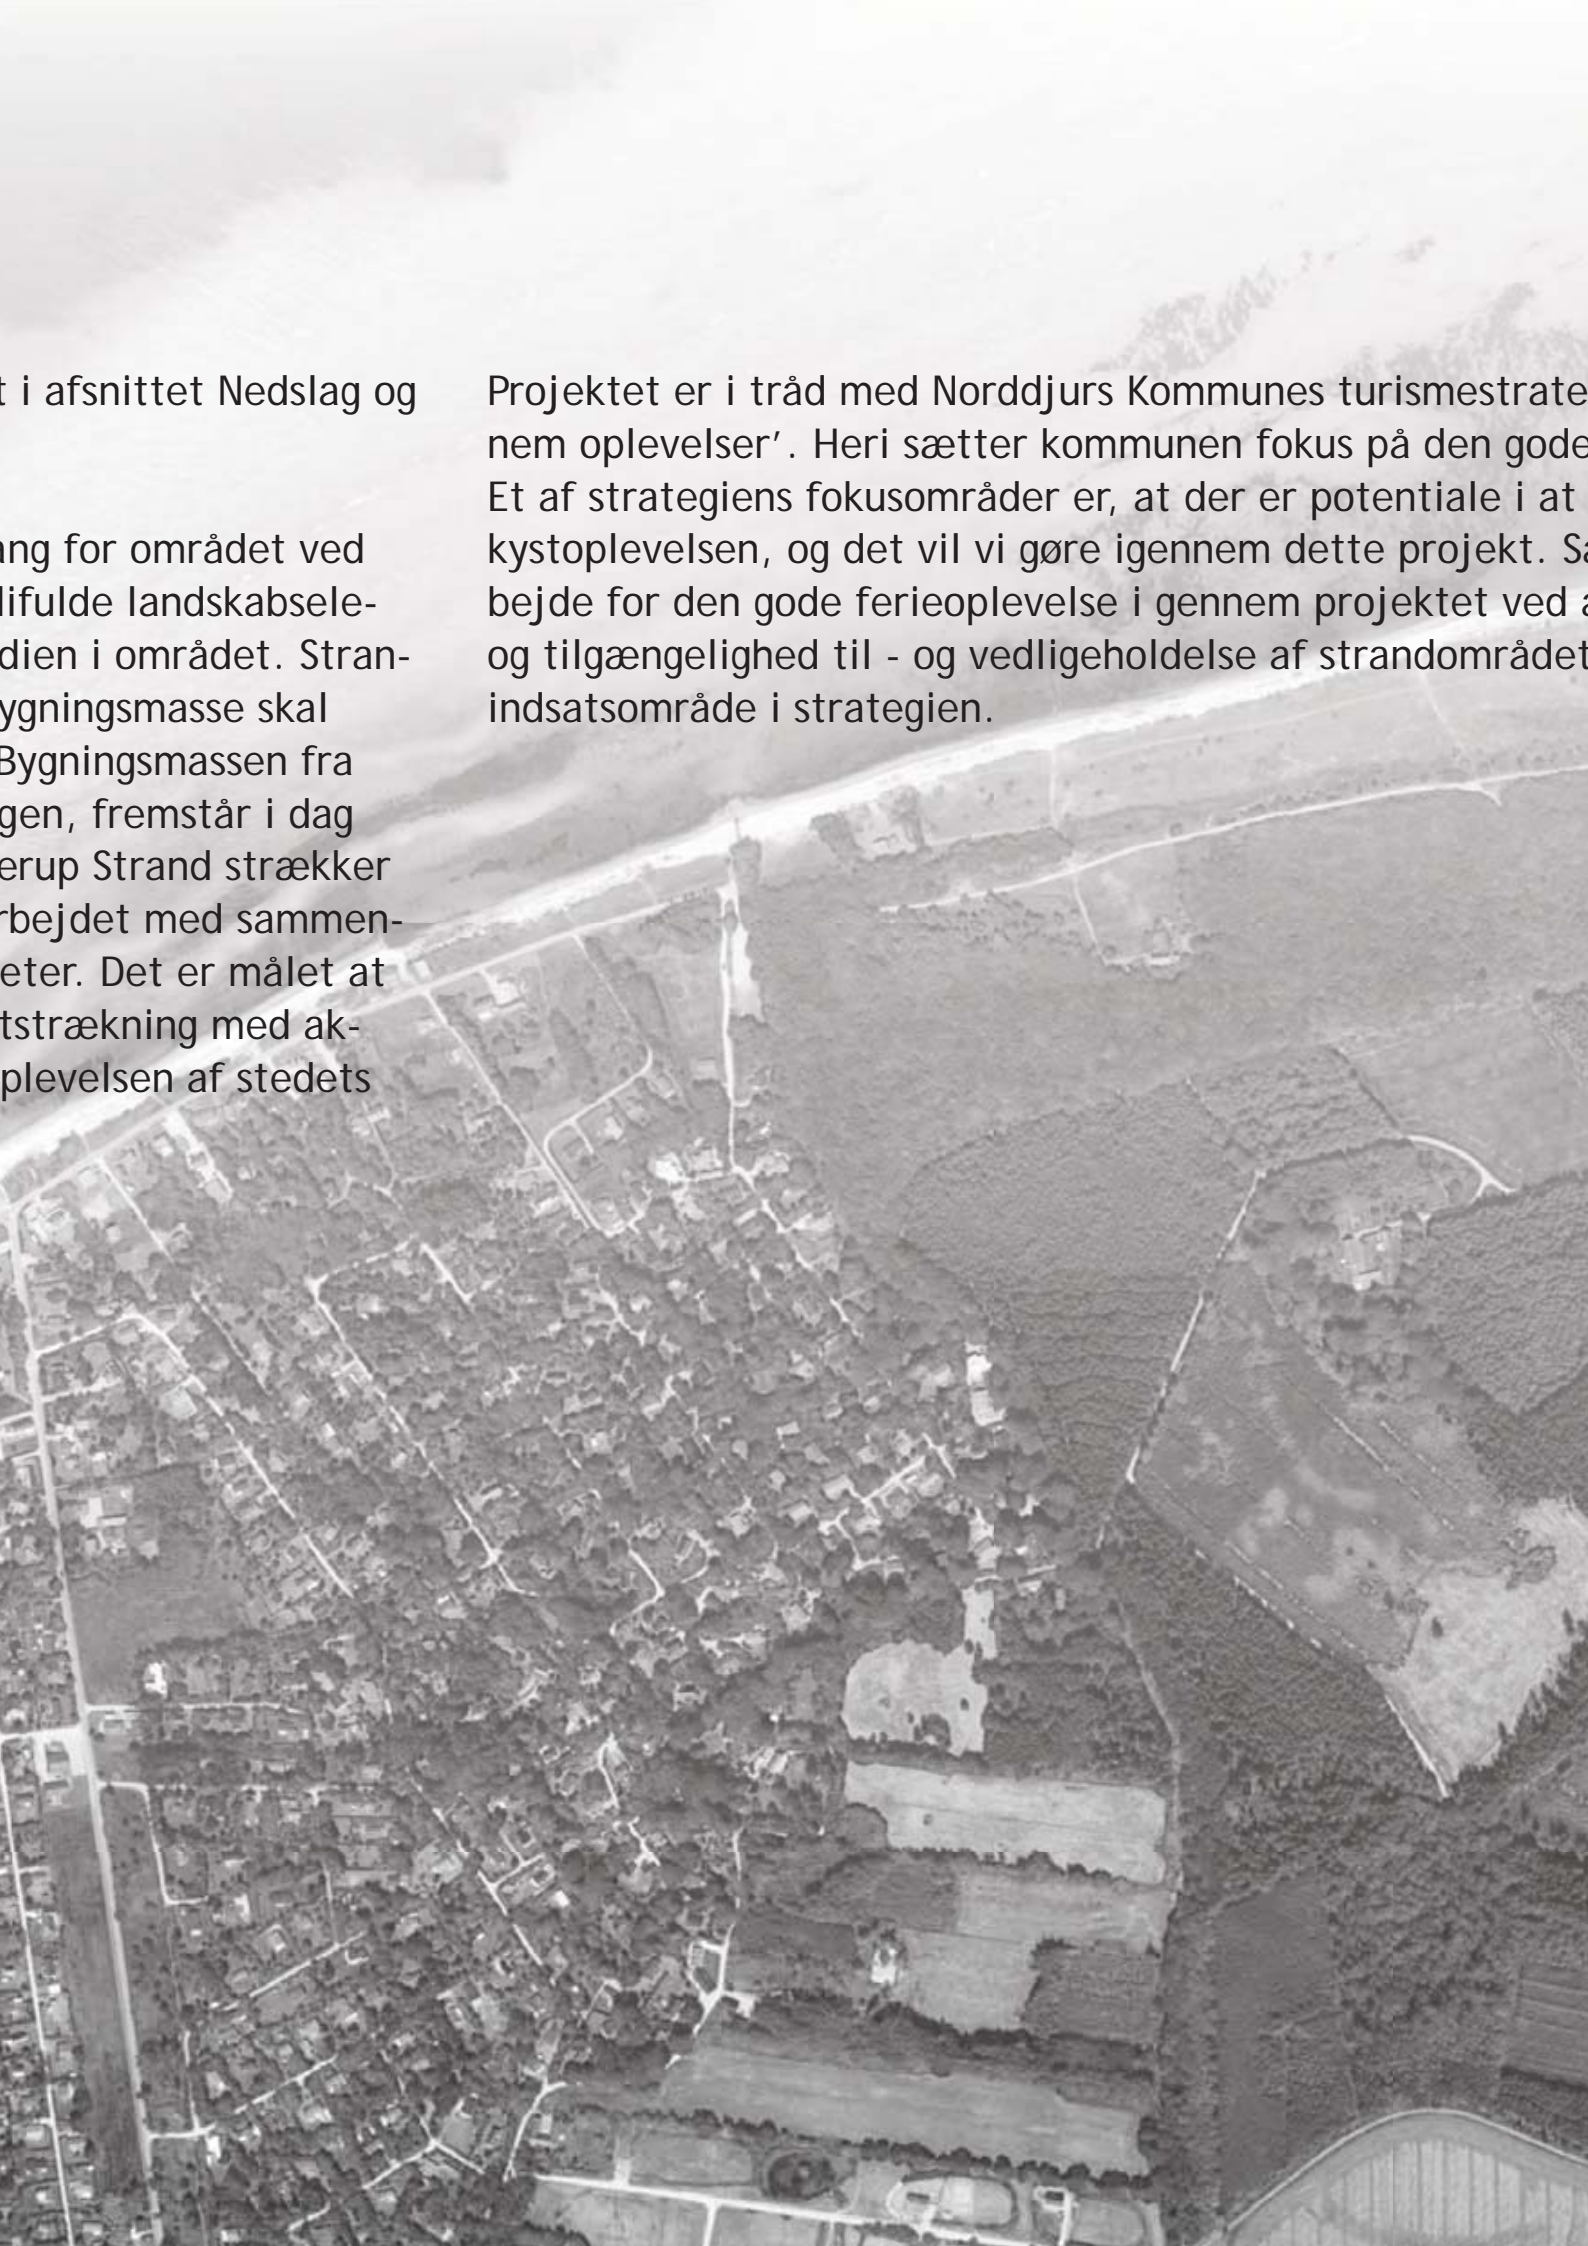 t i afsnittet Nedslag og
ang for området ved
lifulde landskabsele-
dien i området. Stran-
ygningsmasse skal
Bygningsmassen fra
gen, fremstår i dag
erup Strand strækker
rbejdet med sammen-
eter. Det er målet at
tstrækning med ak-
plevelsen af stedets
Projektet er i tråd med Norddjurs Kommunes turismestrate
nem oplevelser’. Heri sætter kommunen fokus på den gode
Et af strategiens fokusområder er, at der er potentiale i at
kystoplevelsen, og det vil vi gøre igennem dette projekt. Sa
bejde for den gode ferieoplevelse i gennem projektet ved a
og tilgængelighed til - og vedligeholdelse af strandområdet
indsatsområde i strategien.